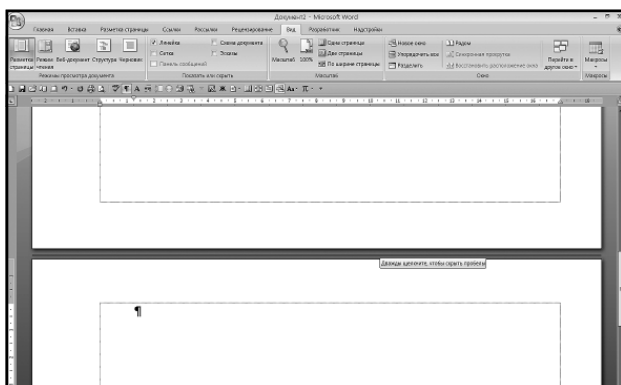 Документ2 - Microsoft Word
Главная Вставка Разметка страницы Ссылки Рассылки Рецензирование Вид Разработчик Надстройки
Линейка Схема документа Одна страница Новое окно Рядом
Разметка страницы Режим чтения Веб-документ Структура Черновик Сетка Эскизы Масштаб 100% Две страницы Упорядочить все Синхронная прокрутка Перейти в другое окно Макросы
Панель сообщений По ширине страницы Разделить Восстановить расположение окна
Режимы просмотра документа Показать или скрыть Масштаб Окно Макросы
Дважды щелкните, чтобы скрыть пробелы
¶